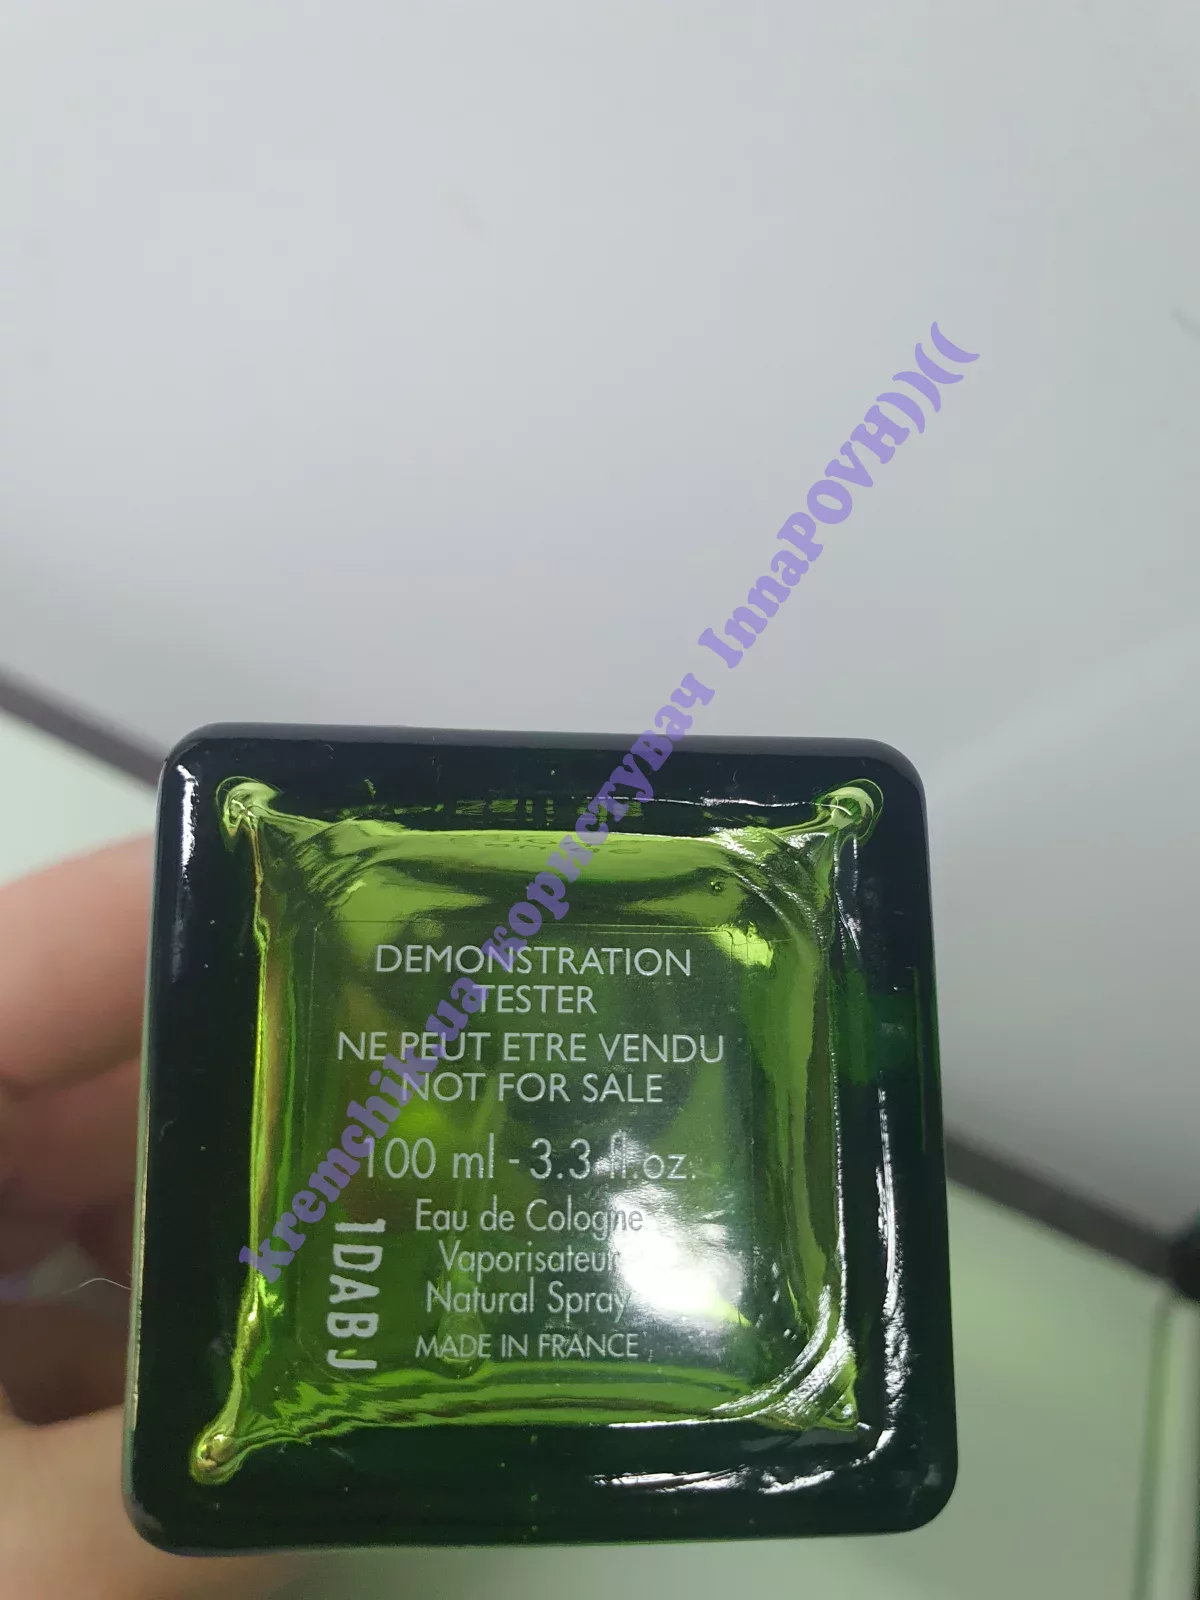 DEMONSTRATION
TESTER
NE PEUT ETRE VENDU
NOT FOR SALE
100 ml - 3.3 fl.oz.
Eau de Cologne
Vaporisateur
Natural Spray
MADE IN FRANCE
1DABJ
kremchik.ua користувач InnaPOVH))((